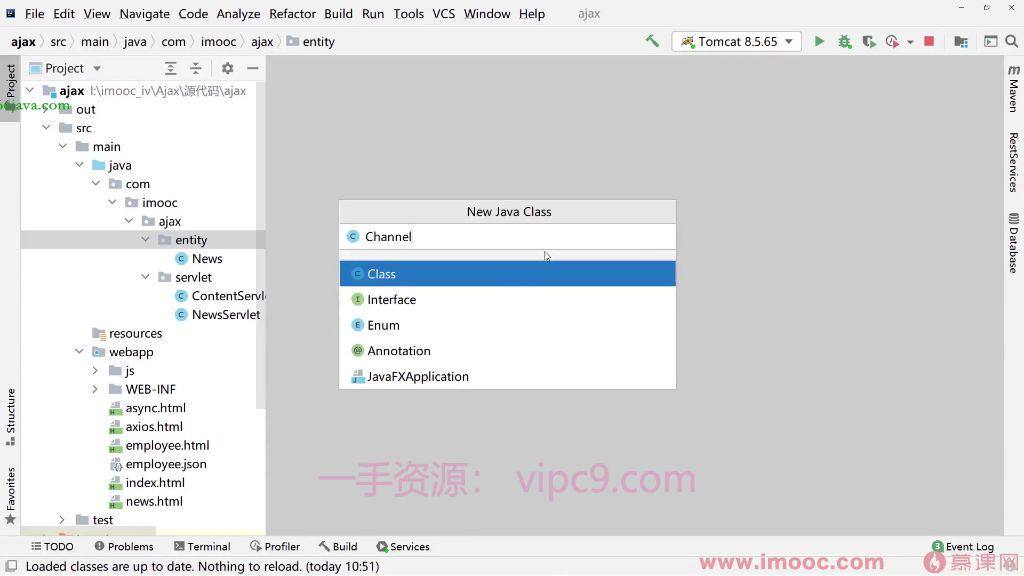 File Edit View Navigate Code Analyze Refactor Build Run Tools VCS Window Help ajax
ajax src main java com imooc ajax entity
Tomcat 8.5.65
Project
ajax I:\imooc_iv\Ajax\源代码\ajax
java.com
out
src
main
java
com
imooc
ajax
entity
News
servlet
ContentServl
NewsServlet
resources
webapp
js
WEB-INF
async.html
axios.html
employee.html
employee.json
index.html
news.html
test
New Java Class
Channel
Class
Interface
Enum
Annotation
JavaFXApplication
Project
Structure
Favorites
Maven
RestServices
Database
一手资源： vipc9.com
TODO Problems Terminal Profiler Build Services
3 Event Log
Loaded classes are up to date. Nothing to reload. (today 10:51)
www.imooc.com 慕课网